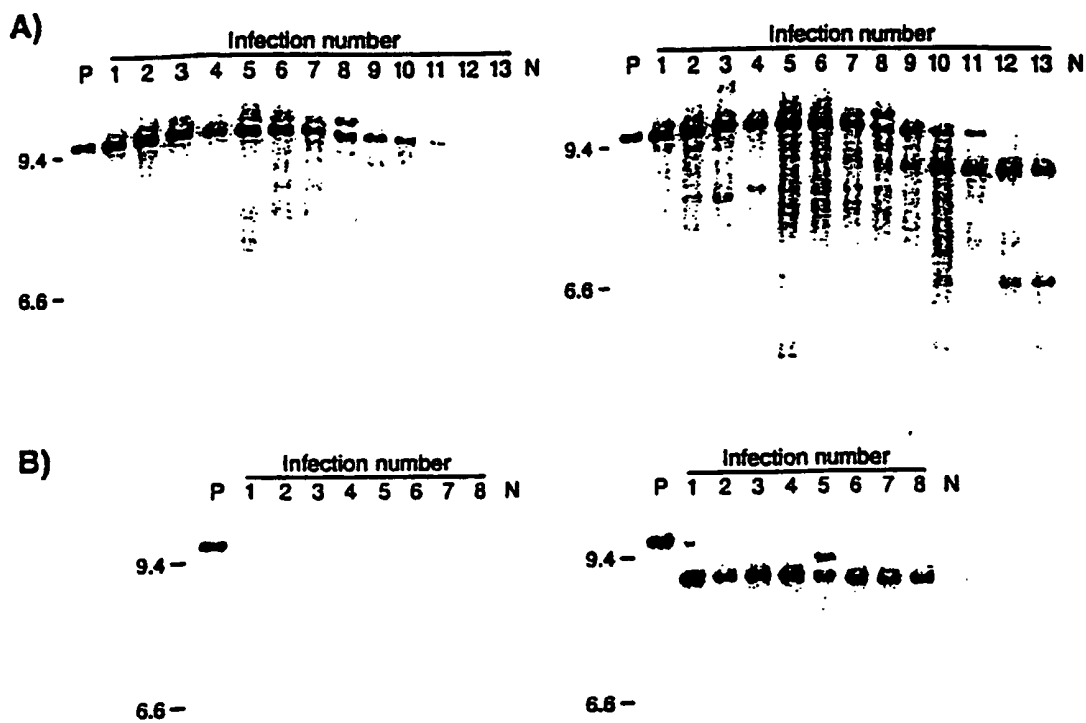 A)
Infection number
P 1 2 3 4 5 6 7 8 9 10 11 12 13 N
9.4 –
6.6 –
Infection number
P 1 2 3 4 5 6 7 8 9 10 11 12 13 N
9.4 –
6.6 –
B)
Infection number
P 1 2 3 4 5 6 7 8 N
9.4 –
6.6 –
Infection number
P 1 2 3 4 5 6 7 8 N
9.4 –
6.6 –